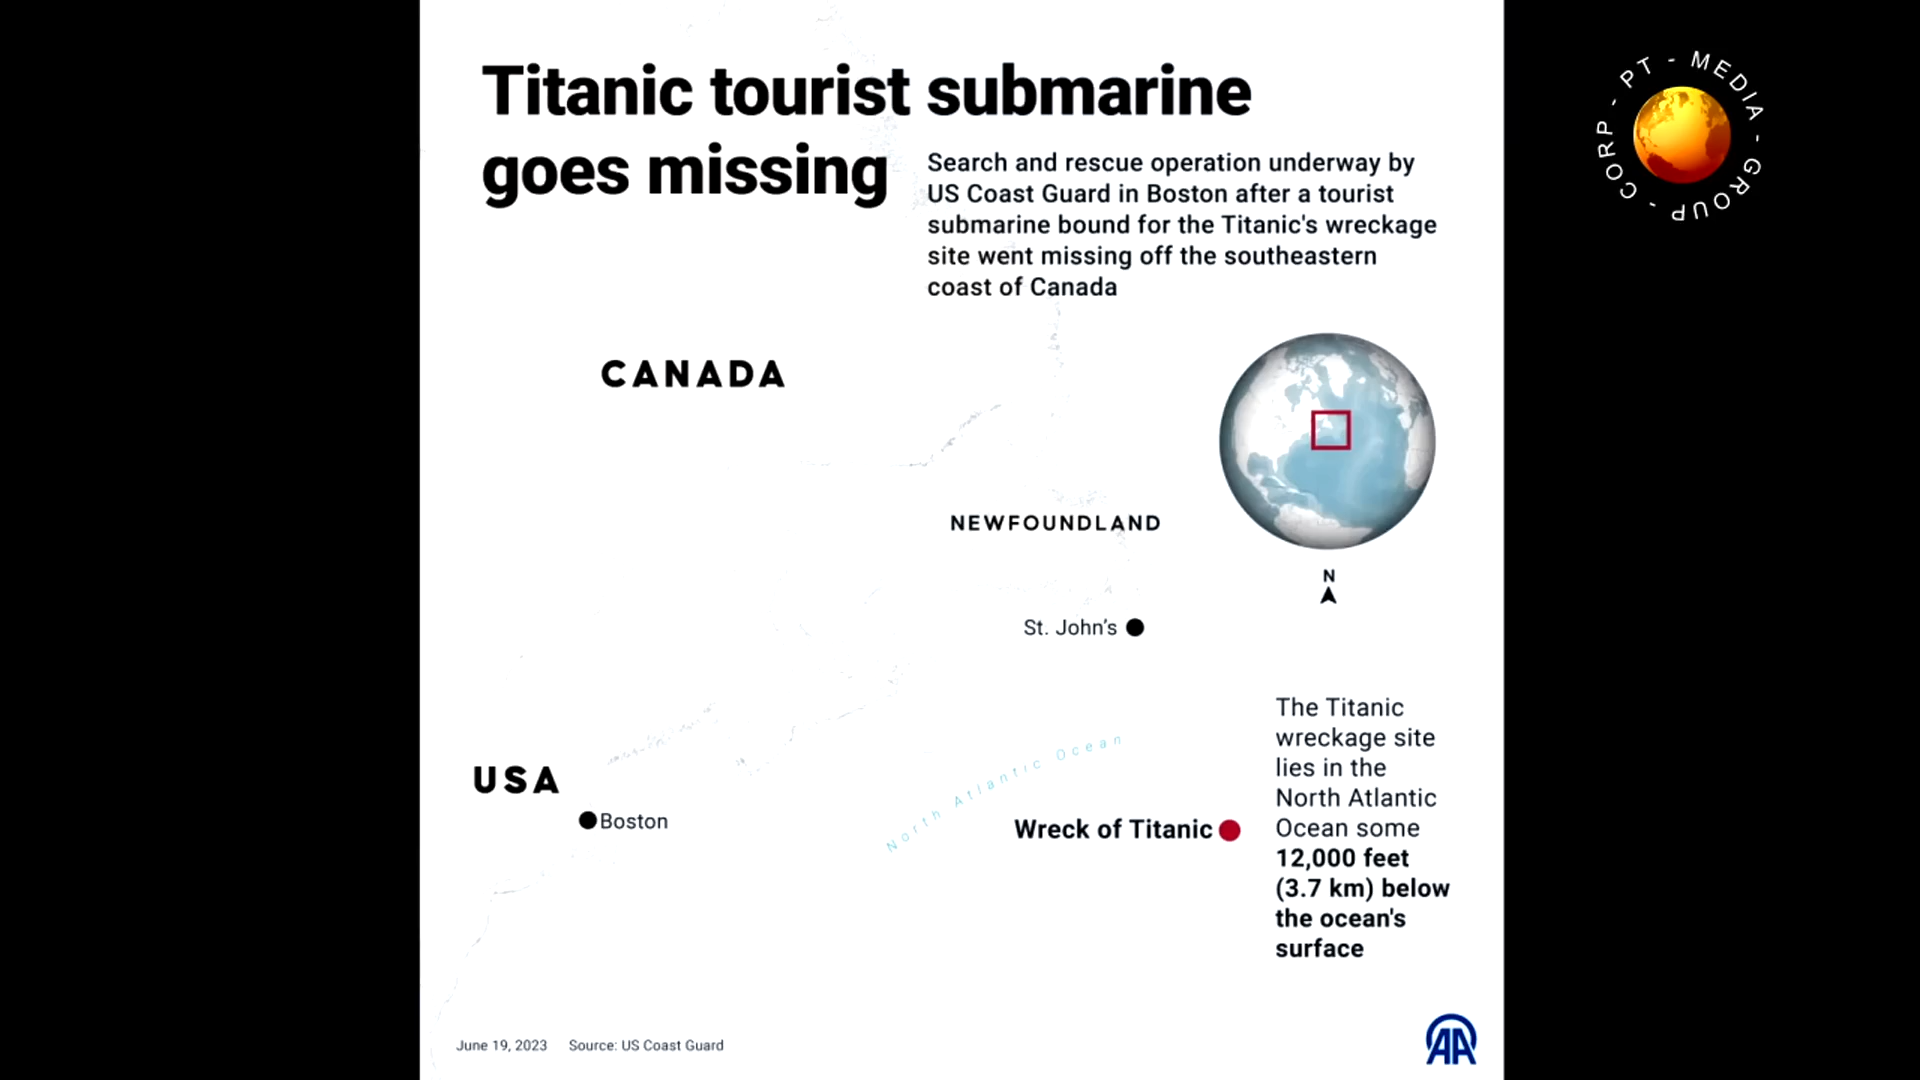 Titanic tourist submarine
goes missing
Search and rescue operation underway by
US Coast Guard in Boston after a tourist
submarine bound for the Titanic's wreckage
site went missing off the southeastern
coast of Canada
CORP - PT - MEDIA - GROUP -
CANADA
NEWFOUNDLAND
N
St. John's
USA
Boston
North Atlantic Ocean
Wreck of Titanic
The Titanic
wreckage site
lies in the
North Atlantic
Ocean some
12,000 feet
(3.7 km) below
the ocean's
surface
June 19, 2023 Source: US Coast Guard
AA